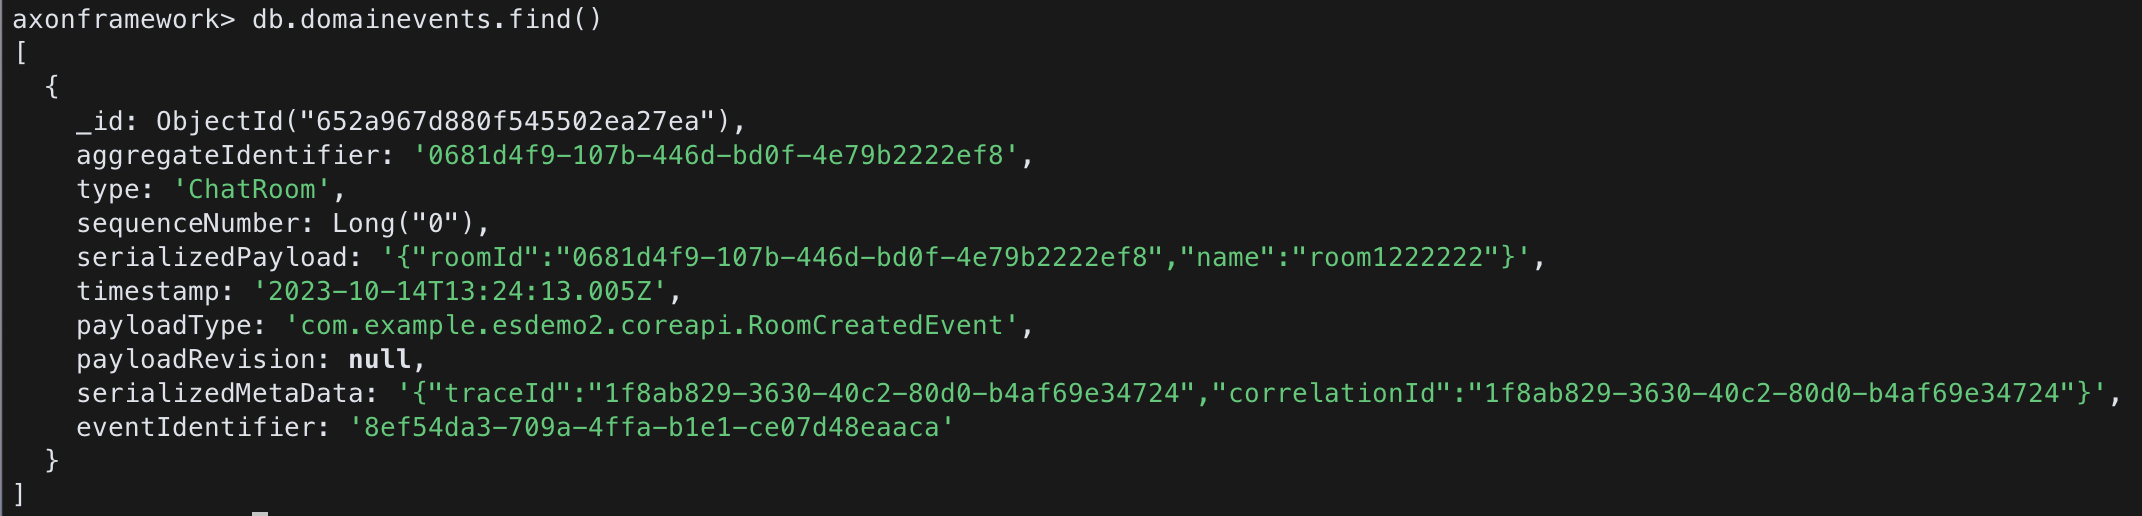 axonframework> db.domainevents.find()
[
  {
    _id: ObjectId("652a967d880f545502ea27ea"),
    aggregateIdentifier: '0681d4f9-107b-446d-bd0f-4e79b2222ef8',
    type: 'ChatRoom',
    sequenceNumber: Long("0"),
    serializedPayload: '{"roomId":"0681d4f9-107b-446d-bd0f-4e79b2222ef8","name":"room1222222"}',
    timestamp: '2023-10-14T13:24:13.005Z',
    payloadType: 'com.example.esdemo2.coreapi.RoomCreatedEvent',
    payloadRevision: null,
    serializedMetaData: '{"traceId":"1f8ab829-3630-40c2-80d0-b4af69e34724","correlationId":"1f8ab829-3630-40c2-80d0-b4af69e34724"}',
    eventIdentifier: '8ef54da3-709a-4ffa-b1e1-ce07d48eaaca'
  }
]